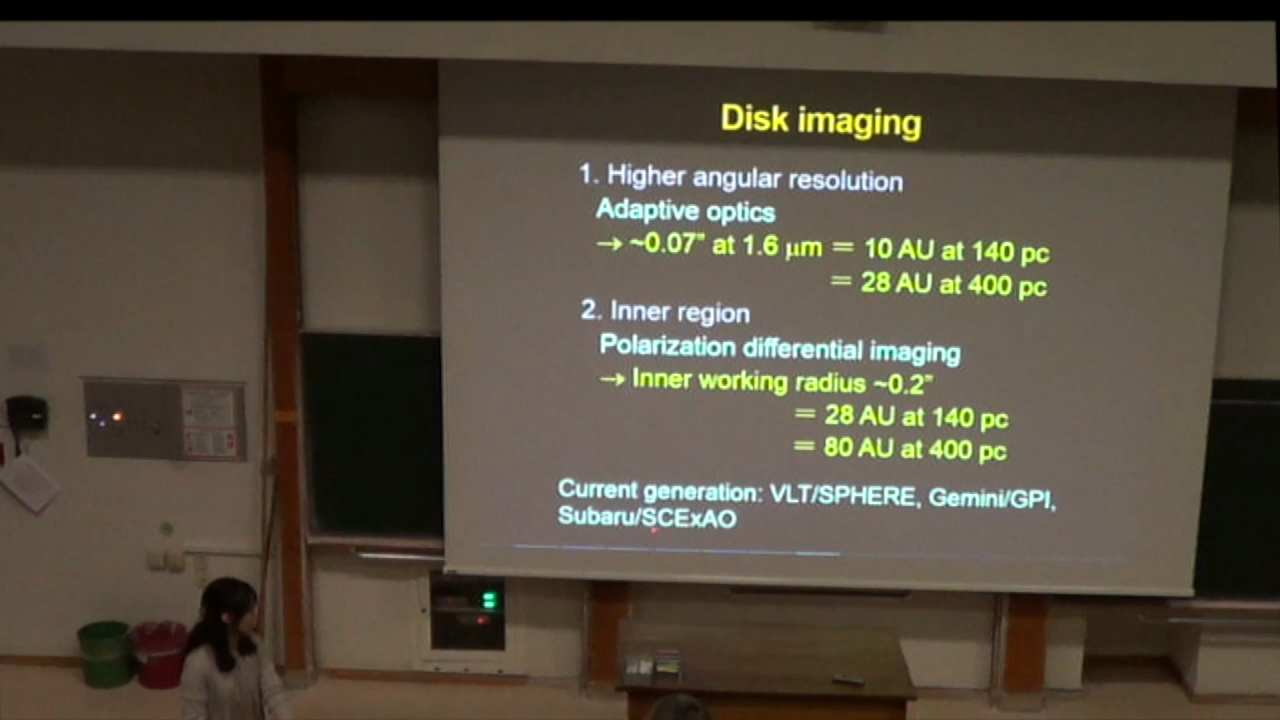 Disk imaging
1. Higher angular resolution
Adaptive optics
→ ~0.07" at 1.6 μm = 10 AU at 140 pc
= 28 AU at 400 pc
2. Inner region
Polarization differential imaging
→ Inner working radius ~0.2"
= 28 AU at 140 pc
= 80 AU at 400 pc
Current generation: VLT/SPHERE, Gemini/GPI,
Subaru/SCExAO